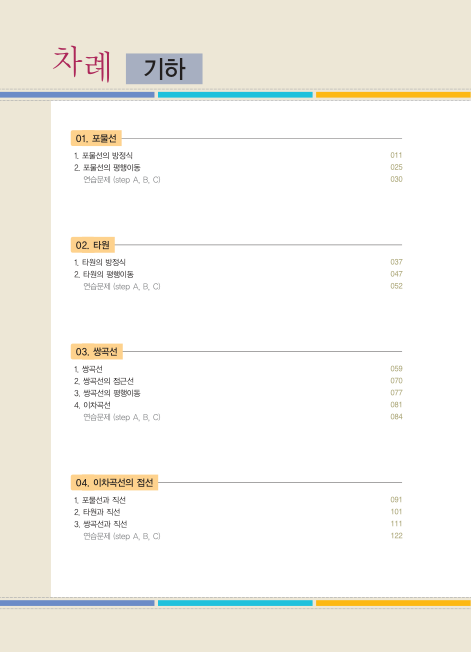 차례 기하
01. 포물선
1. 포물선의 방정식 011
2. 포물선의 평행이동 025
연습문제 (step A, B, C) 030
02. 타원
1. 타원의 방정식 037
2. 타원의 평행이동 047
연습문제 (step A, B, C) 052
03. 쌍곡선
1. 쌍곡선 059
2. 쌍곡선의 점근선 070
3. 쌍곡선의 평행이동 077
4. 이차곡선 081
연습문제 (step A, B, C) 084
04. 이차곡선의 접선
1. 포물선과 직선 091
2. 타원과 직선 101
3. 쌍곡선과 직선 111
연습문제 (step A, B, C) 122